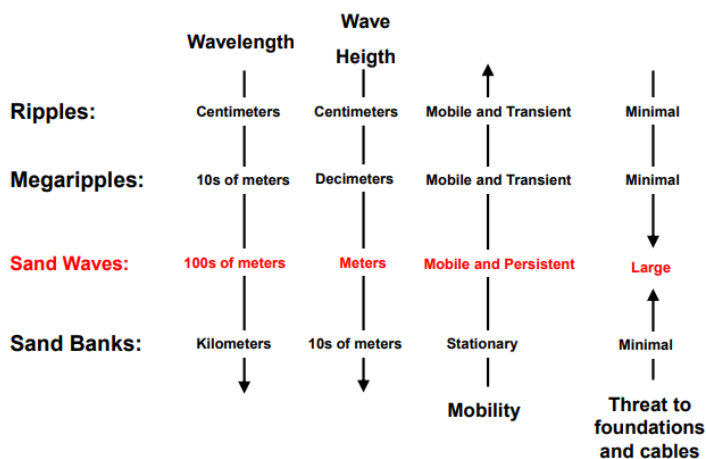 Wavelength
Wave
Heigth
Ripples: Centimeters Centimeters Mobile and Transient Minimal
Megaripples: 10s of meters Decimeters Mobile and Transient Minimal
Sand Waves: 100s of meters Meters Mobile and Persistent Large
Sand Banks: Kilometers 10s of meters Stationary Minimal
Mobility
Threat to
foundations
and cables